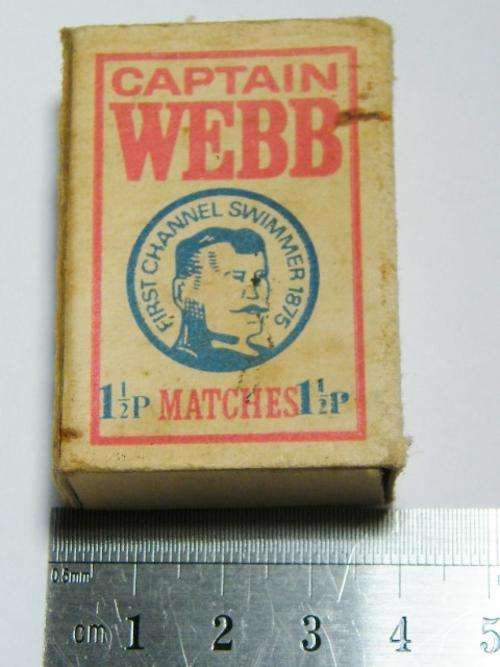 CAPTAIN
WEBB
FIRST CHANNEL SWIMMER 1875
1½P MATCHES 1½P
0.5mm
cm 1 2 3 4 5